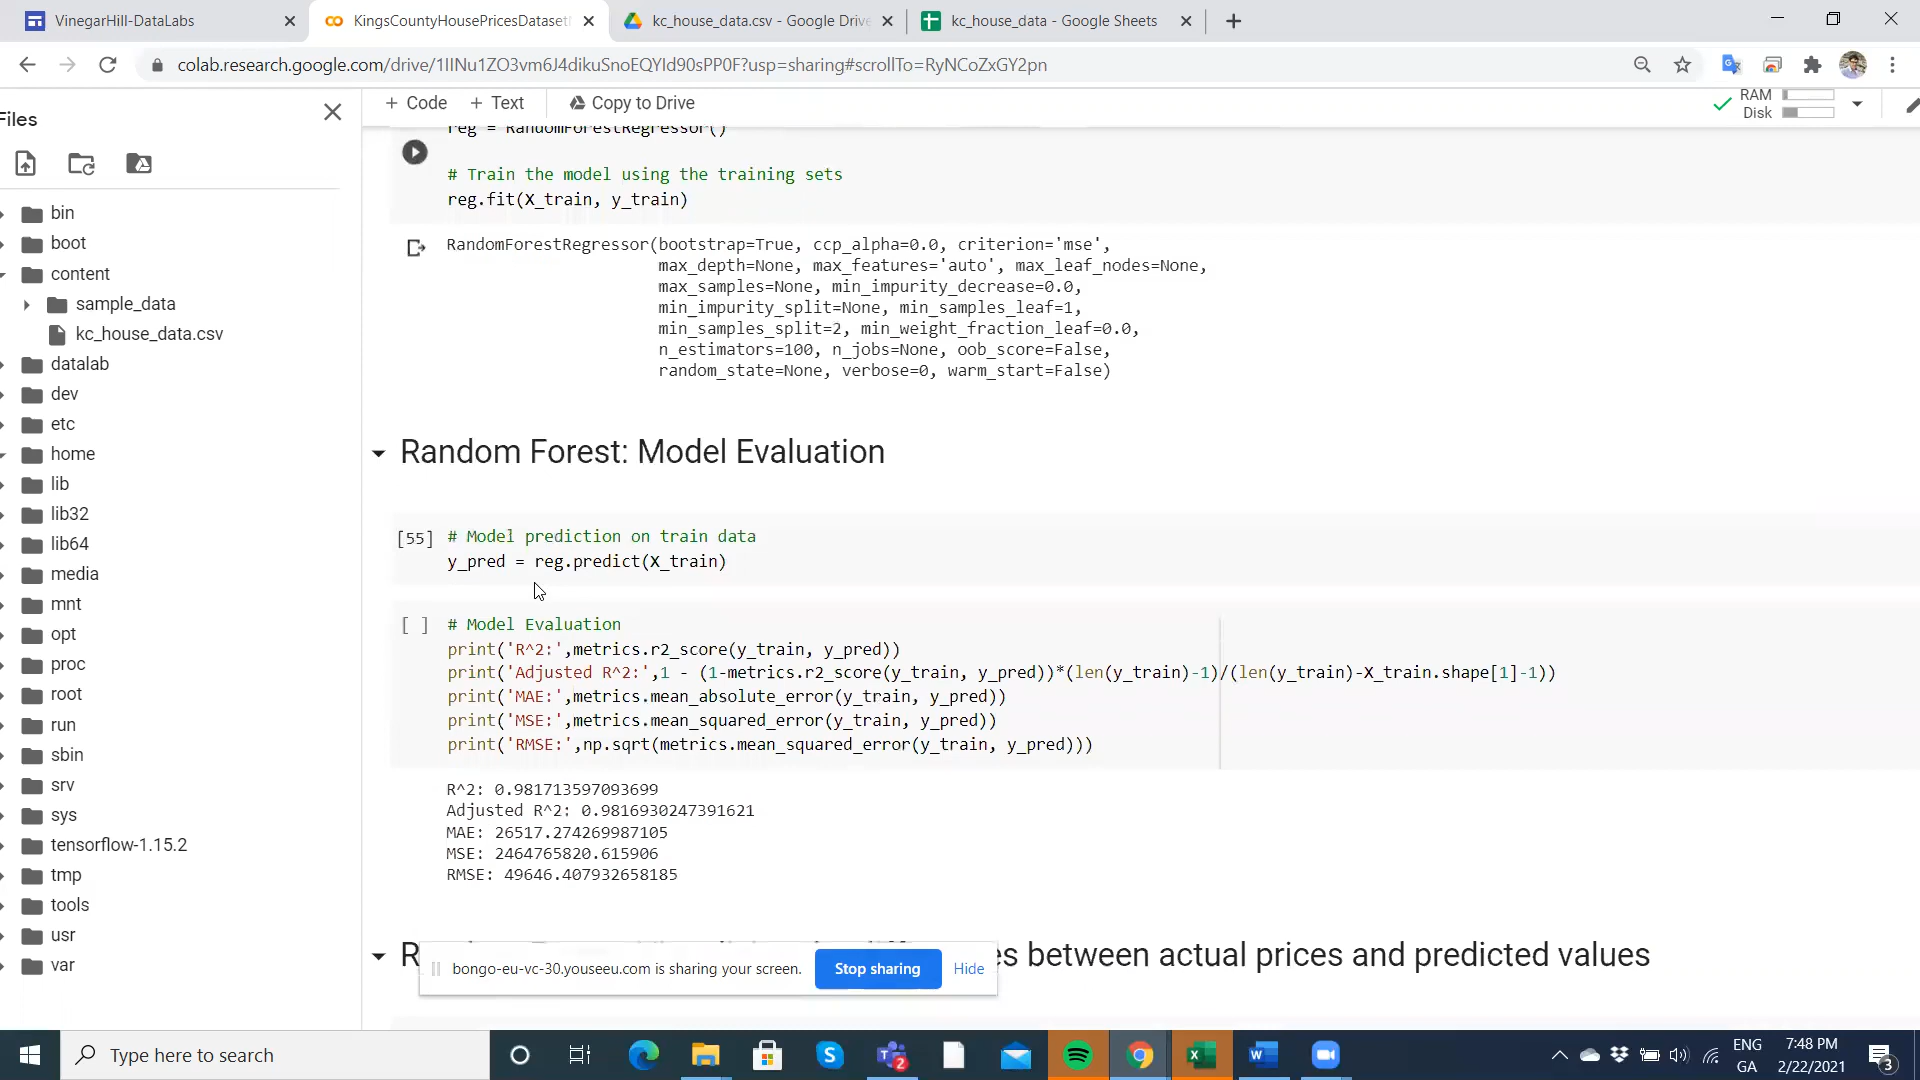 VinegarHill-DataLabs
KingsCountyHousePricesDataset
kc_house_data.csv - Google Drive
kc_house_data - Google Sheets
colab.research.google.com/drive/1IINu1ZO3vm6J4dikuSnoEQYId90sPP0F?usp=sharing#scrollTo=RyNCoZxGY2pn
Files
+ Code + Text Copy to Drive
RAM
Disk
bin
boot
content
sample_data
kc_house_data.csv
datalab
dev
etc
home
lib
lib32
lib64
media
mnt
opt
proc
root
run
sbin
srv
sys
tensorflow-1.15.2
tmp
tools
usr
var
reg = RandomForestRegressor()
# Train the model using the training sets
reg.fit(X_train, y_train)
RandomForestRegressor(bootstrap=True, ccp_alpha=0.0, criterion='mse',
max_depth=None, max_features='auto', max_leaf_nodes=None,
max_samples=None, min_impurity_decrease=0.0,
min_impurity_split=None, min_samples_leaf=1,
min_samples_split=2, min_weight_fraction_leaf=0.0,
n_estimators=100, n_jobs=None, oob_score=False,
random_state=None, verbose=0, warm_start=False)
Random Forest: Model Evaluation
[55] # Model prediction on train data
y_pred = reg.predict(X_train)
[ ] # Model Evaluation
print('R^2:',metrics.r2_score(y_train, y_pred))
print('Adjusted R^2:',1 - (1-metrics.r2_score(y_train, y_pred))*(len(y_train)-1)/(len(y_train)-X_train.shape[1]-1))
print('MAE:',metrics.mean_absolute_error(y_train, y_pred))
print('MSE:',metrics.mean_squared_error(y_train, y_pred))
print('RMSE:',np.sqrt(metrics.mean_squared_error(y_train, y_pred)))
R^2: 0.981713597093699
Adjusted R^2: 0.9816930247391621
MAE: 26517.274269987105
MSE: 2464765820.615906
RMSE: 49646.407932658185
es between actual prices and predicted values
bongo-eu-vc-30.youseeu.com is sharing your screen. Stop sharing Hide
Type here to search
2
ENG
GA
7:48 PM
2/22/2021
3